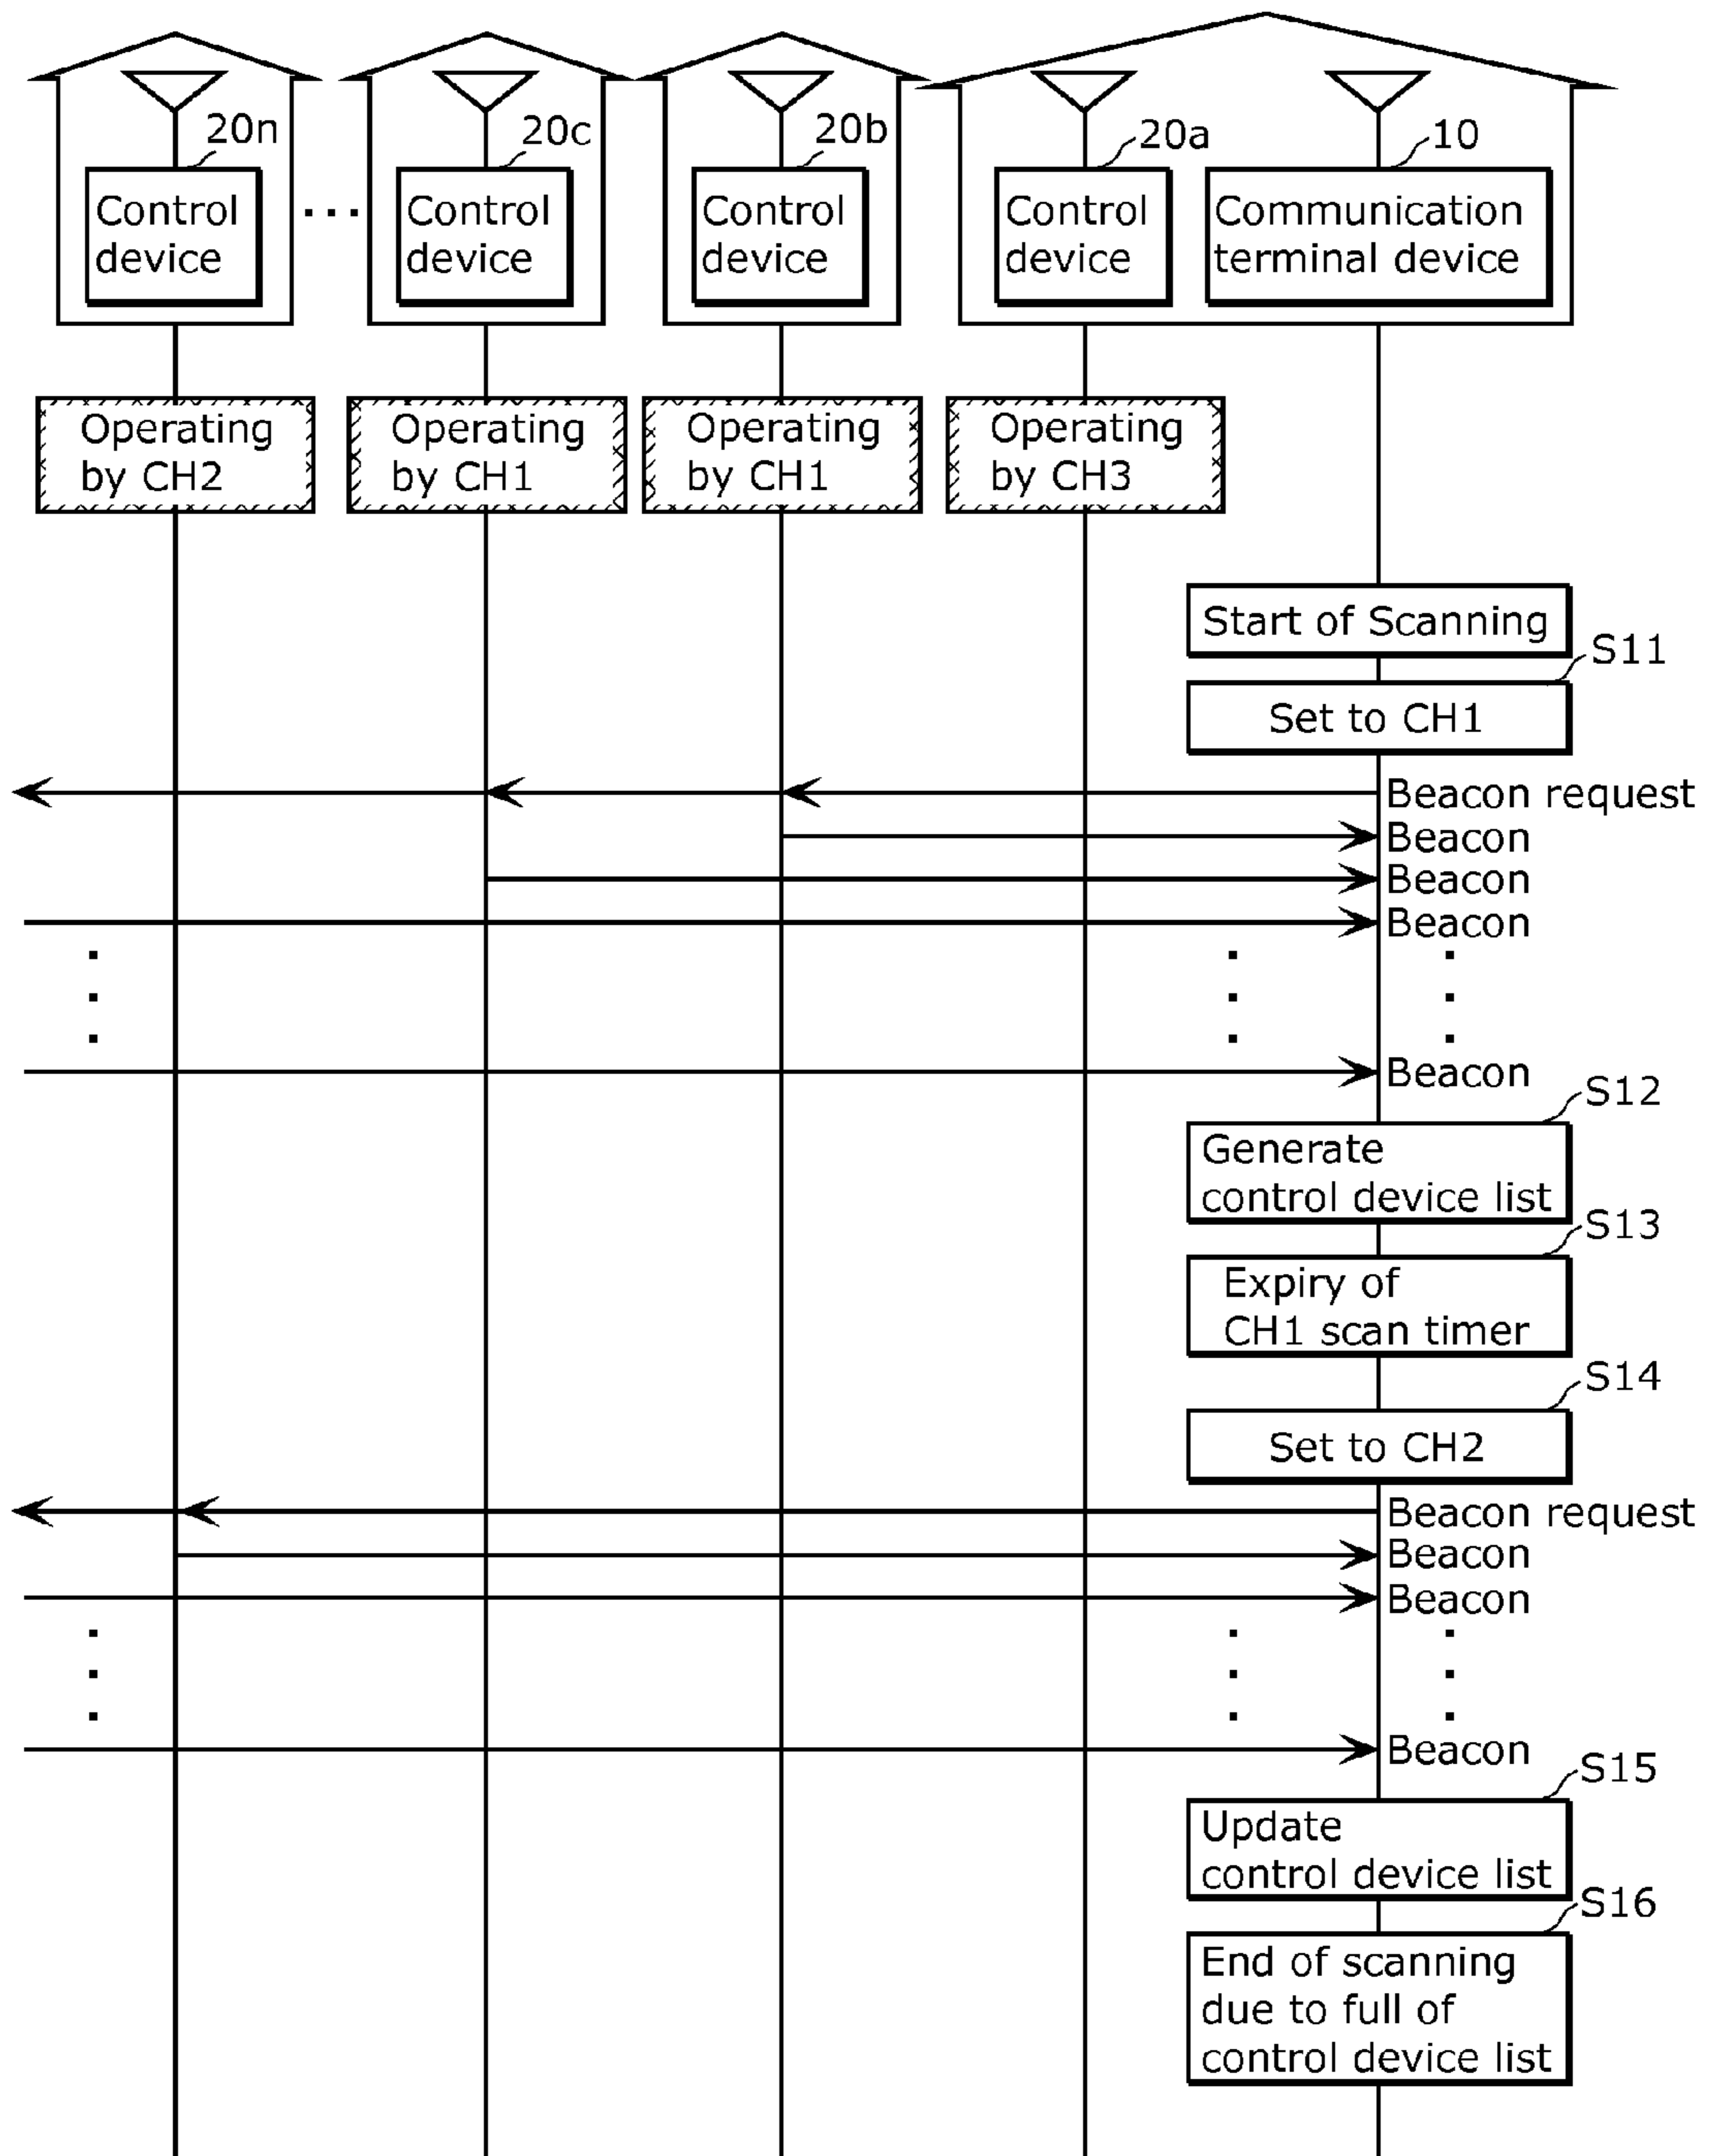 20n
20c
20b
20a
10
Control
device
...
Control
device
Control
device
Control
device
Communication
terminal device
Operating
by CH2
Operating
by CH1
Operating
by CH1
Operating
by CH3
Start of Scanning
S11
Set to CH1
Beacon request
Beacon
Beacon
Beacon
Beacon
S12
Generate
control device list
S13
Expiry of
CH1 scan timer
S14
Set to CH2
Beacon request
Beacon
Beacon
Beacon
S15
Update
control device list
S16
End of scanning
due to full of
control device list